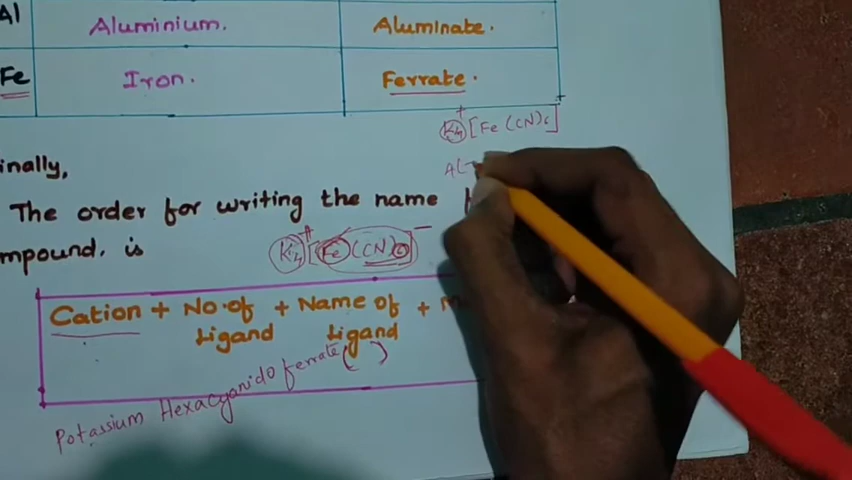 Al Aluminium. Aluminate.
Fe Iron. Ferrate.
K4 [Fe (CN)6]
inally,
The order for writing the name
mpound. is
K4 [Fe (CN)6]
Cation + No. of + Name of +
Ligand Ligand
Potassium Hexacyanido ferrate ( )